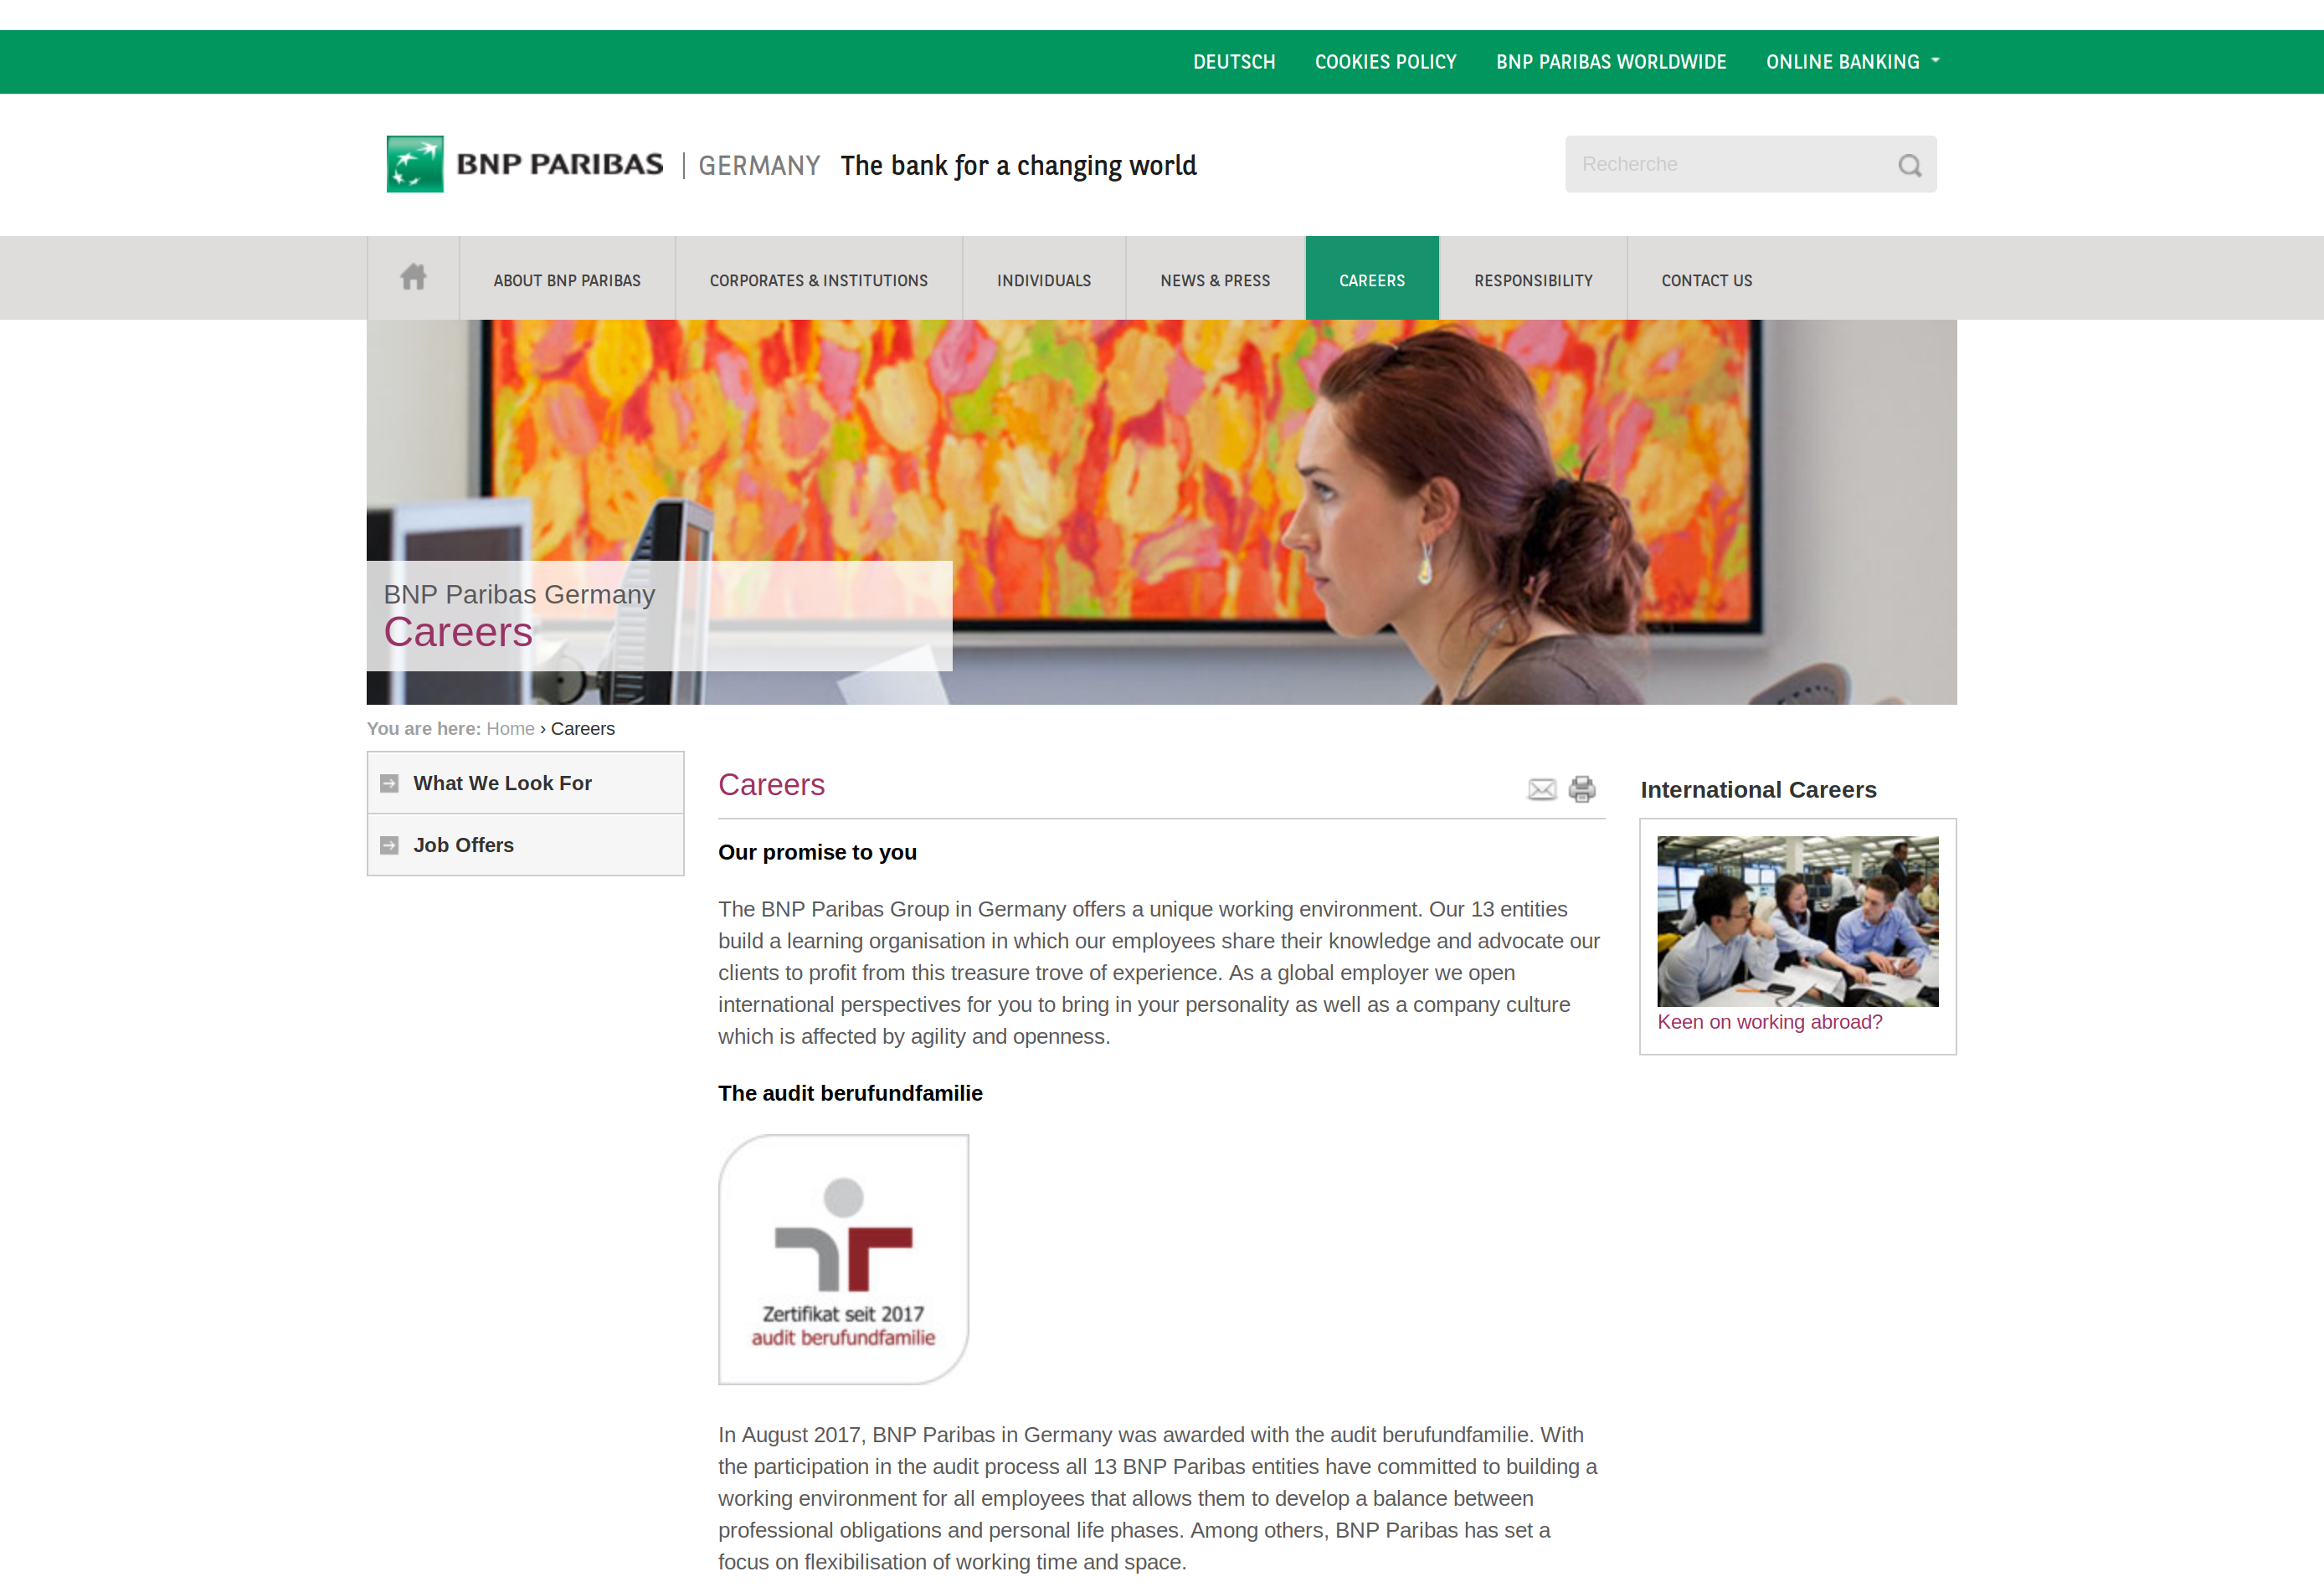 DEUTSCH COOKIES POLICY BNP PARIBAS WORLDWIDE ONLINE BANKING
BNP PARIBAS | GERMANY The bank for a changing world
Recherche
ABOUT BNP PARIBAS CORPORATES & INSTITUTIONS INDIVIDUALS NEWS & PRESS CAREERS RESPONSIBILITY CONTACT US
BNP Paribas Germany
Careers
You are here: Home › Careers
What We Look For
Job Offers
Careers
Our promise to you
The BNP Paribas Group in Germany offers a unique working environment. Our 13 entities
build a learning organisation in which our employees share their knowledge and advocate our
clients to profit from this treasure trove of experience. As a global employer we open
international perspectives for you to bring in your personality as well as a company culture
which is affected by agility and openness.
The audit berufundfamilie
Zertifikat seit 2017
audit berufundfamilie
In August 2017, BNP Paribas in Germany was awarded with the audit berufundfamilie. With
the participation in the audit process all 13 BNP Paribas entities have committed to building a
working environment for all employees that allows them to develop a balance between
professional obligations and personal life phases. Among others, BNP Paribas has set a
focus on flexibilisation of working time and space.
International Careers
Keen on working abroad?